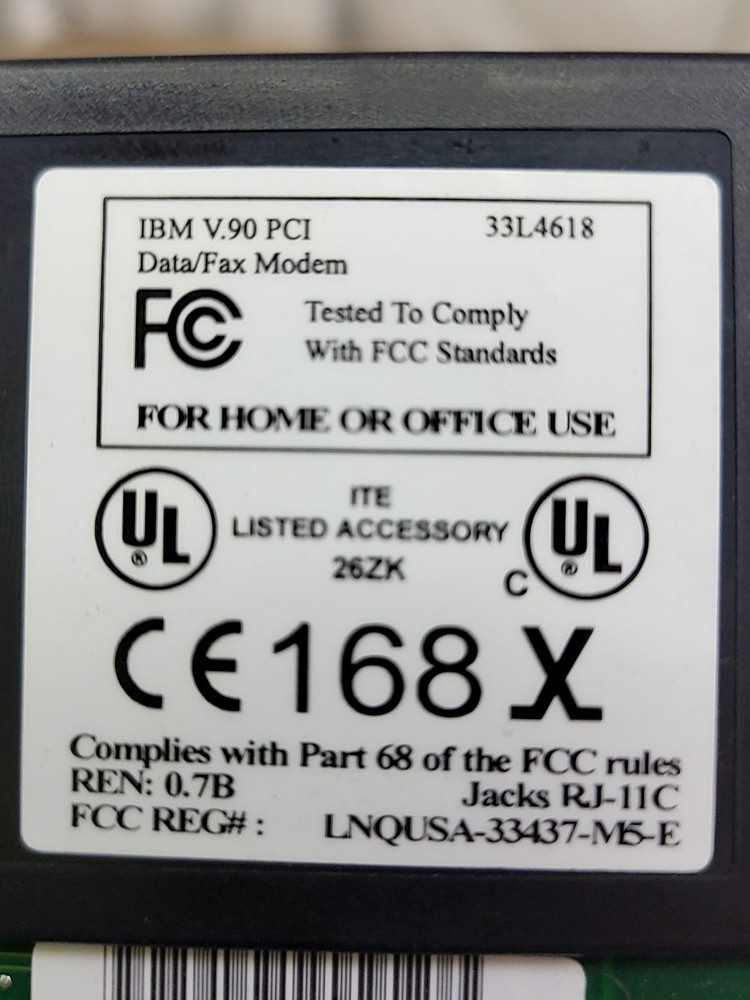 IBM V.90 PCI 33L4618
Data/Fax Modem
FC Tested To Comply
With FCC Standards
FOR HOME OR OFFICE USE
UL ® ITE
LISTED ACCESSORY
26ZK
C UL ®
CE 168 X
Complies with Part 68 of the FCC rules
REN: 0.7B Jacks RJ-11C
FCC REG# : LNQUSA-33437-M5-E